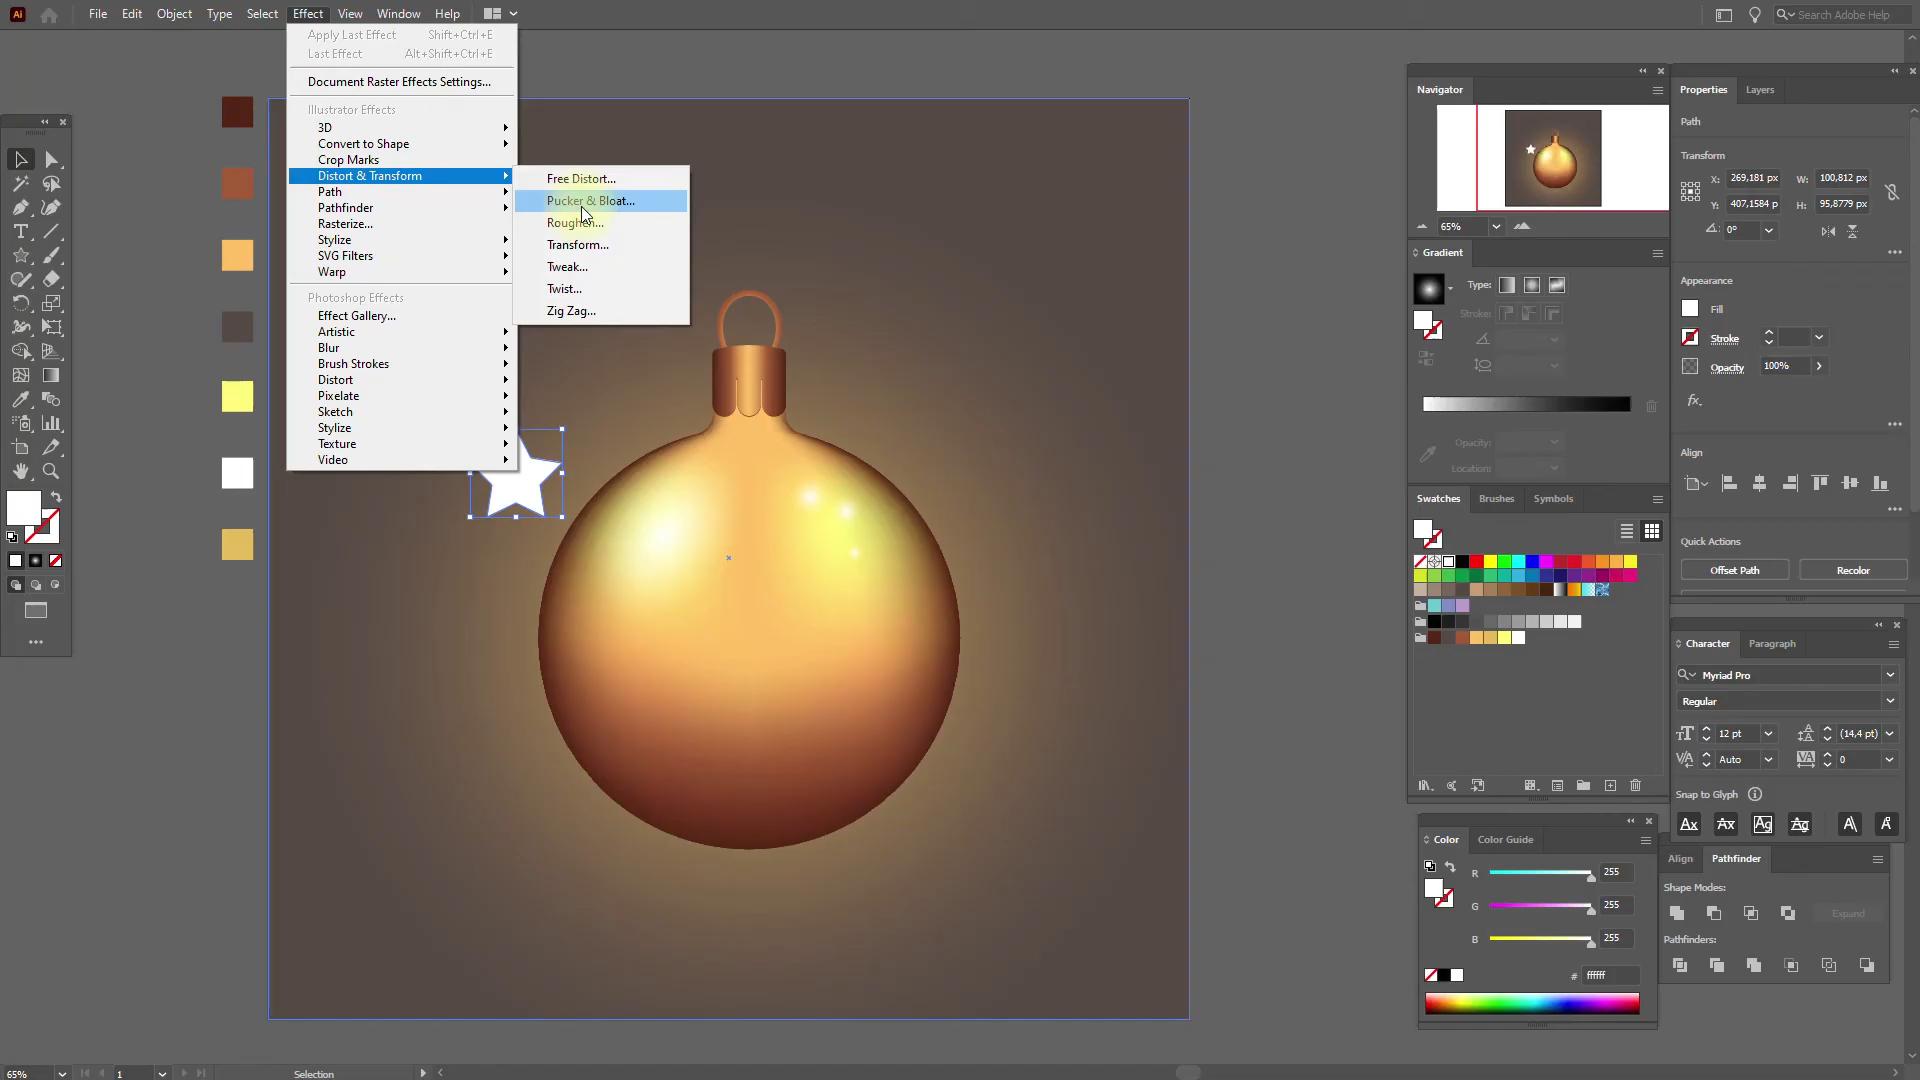 Ai
File Edit Object Type Select Effect View Window Help
Search Adobe Help
Apply Last Effect Shift+Ctrl+E
Last Effect Alt+Shift+Ctrl+E
Document Raster Effects Settings...
Illustrator Effects
3D
Convert to Shape
Crop Marks
Distort & Transform
Path
Pathfinder
Rasterize...
Stylize
SVG Filters
Warp
Photoshop Effects
Effect Gallery...
Artistic
Blur
Brush Strokes
Distort
Pixelate
Sketch
Stylize
Texture
Video
Free Distort...
Pucker & Bloat...
Roughen...
Transform...
Tweak...
Twist...
Zig Zag...
Navigator
65%
Gradient
Type:
Stroke:
Opacity:
Location:
Swatches Brushes Symbols
Color Color Guide
R 255
G 255
B 255
# ffffff
Properties Layers
Path
Transform
X: 269,181 px W: 100,812 px
Y: 407,1584 p H: 95,8779 px
0°
Appearance
Fill
Stroke
Opacity 100%
fx.
Align
Quick Actions
Offset Path Recolor
Character Paragraph
Myriad Pro
Regular
12 pt (14,4 pt)
Auto 0
Snap to Glyph
Ax Ax Ag Ag A A
Align Pathfinder
Shape Modes:
Expand
Pathfinders:
65% 1 Selection